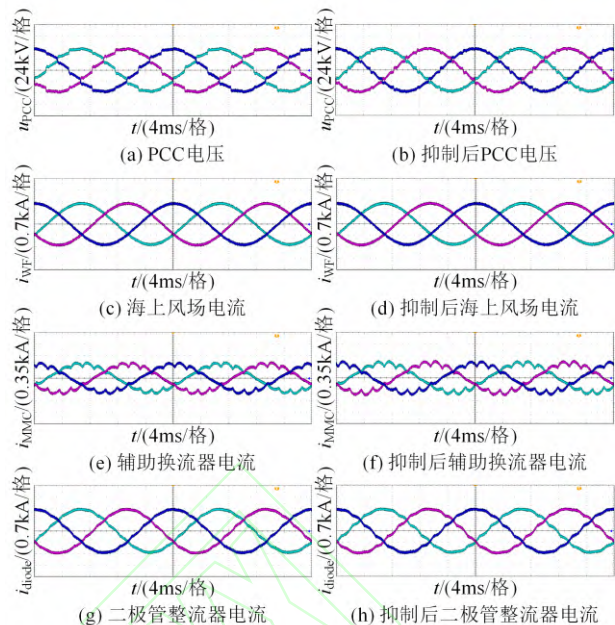 u_PCC/(24kV/格)
t/(4ms/格)
(a) PCC电压
u_PCC/(24kV/格)
t/(4ms/格)
(b) 抑制后PCC电压
i_WF/(0.7kA/格)
t/(4ms/格)
(c) 海上风场电流
i_WF/(0.7kA/格)
t/(4ms/格)
(d) 抑制后海上风场电流
i_MMC/(0.35kA/格)
t/(4ms/格)
(e) 辅助换流器电流
i_MMC/(0.35kA/格)
t/(4ms/格)
(f) 抑制后辅助换流器电流
i_diode/(0.7kA/格)
t/(4ms/格)
(g) 二极管整流器电流
i_diode/(0.7kA/格)
t/(4ms/格)
(h) 抑制后二极管整流器电流